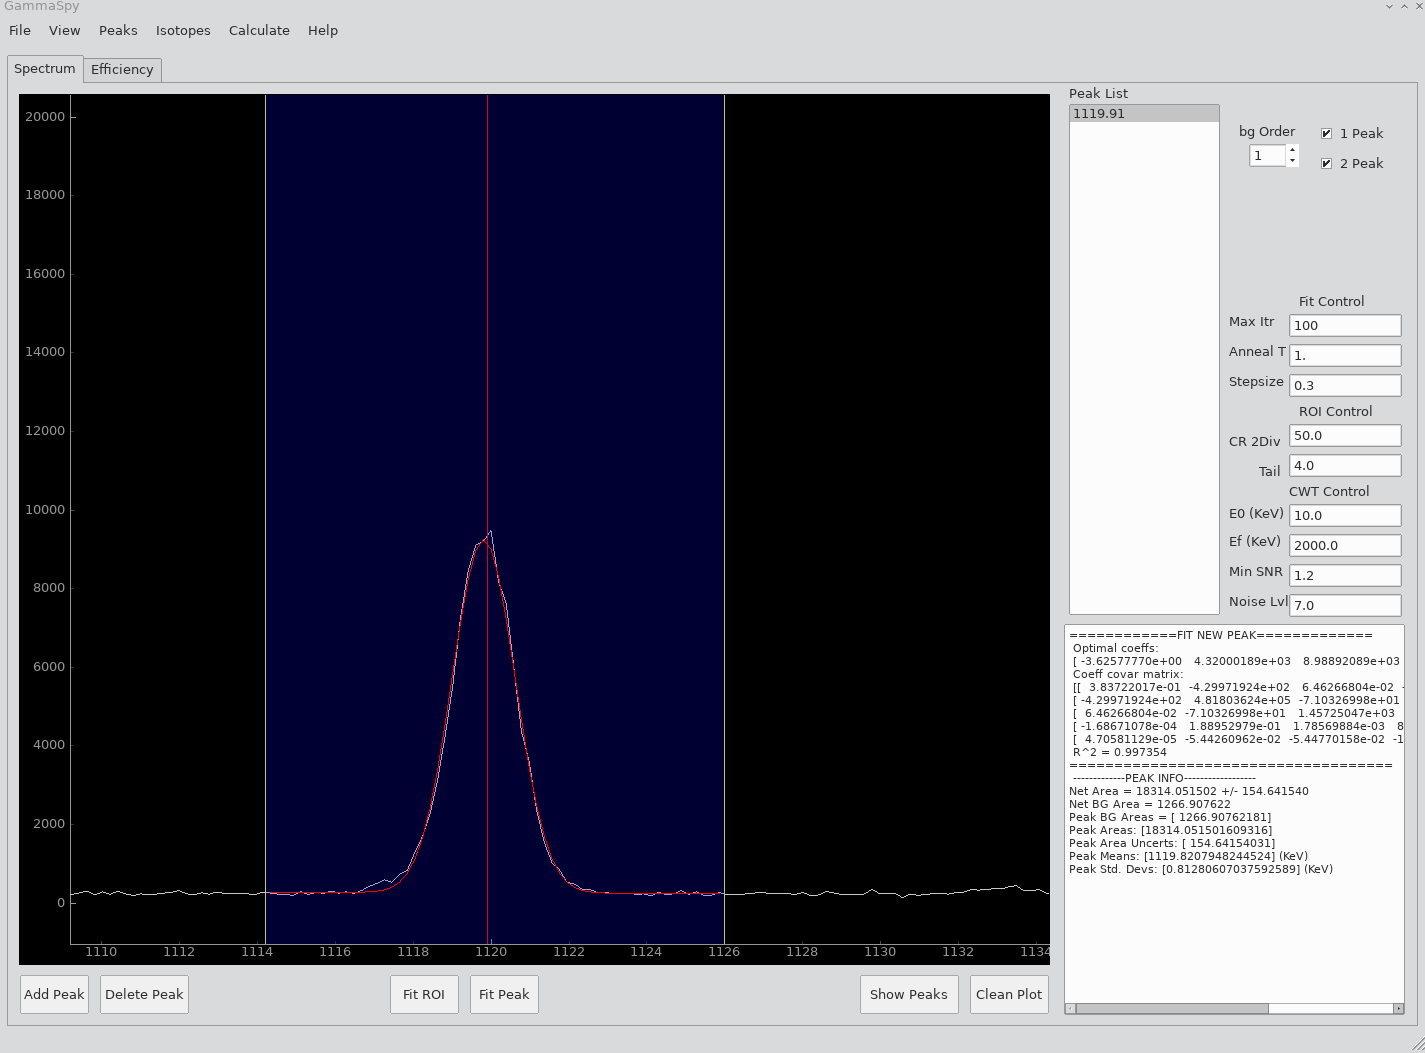 GammaSpy
File View Peaks Isotopes Calculate Help
Spectrum Efficiency
20000
18000
16000
14000
12000
10000
8000
6000
4000
2000
0
1110 1112 1114 1116 1118 1120 1122 1124 1126 1128 1130 1132 1134
Add Peak Delete Peak Fit ROI Fit Peak Show Peaks Clean Plot
Peak List
1119.91
bg Order
1
1 Peak
2 Peak
Fit Control
Max Itr 100
Anneal T 1.
Stepsize 0.3
ROI Control
CR 2Div 50.0
Tail 4.0
CWT Control
E0 (KeV) 10.0
Ef (KeV) 2000.0
Min SNR 1.2
Noise Lvl 7.0
============FIT NEW PEAK=============
Optimal coeffs:
[ -3.62577770e+00 4.32000189e+03 8.98892089e+03
Coeff covar matrix:
[[ 3.83722017e-01 -4.29971924e+02 6.46266804e-02 -
[ -4.29971924e+02 4.81803624e+05 -7.10326998e+01
[ 6.46266804e-02 -7.10326998e+01 1.45725047e+03
[ -1.68671078e-04 1.88952979e-01 1.78569884e-03 8
[ 4.70581129e-05 -5.44260962e-02 -5.44770158e-02 -1
R^2 = 0.997354
====================================
-------------PEAK INFO------------------
Net Area = 18314.051502 +/- 154.641540
Net BG Area = 1266.907622
Peak BG Areas = [ 1266.90762181]
Peak Areas: [18314.051501609316]
Peak Area Uncerts: [ 154.64154031]
Peak Means: [1119.8207948244524] (KeV)
Peak Std. Devs: [0.81280607037592589] (KeV)